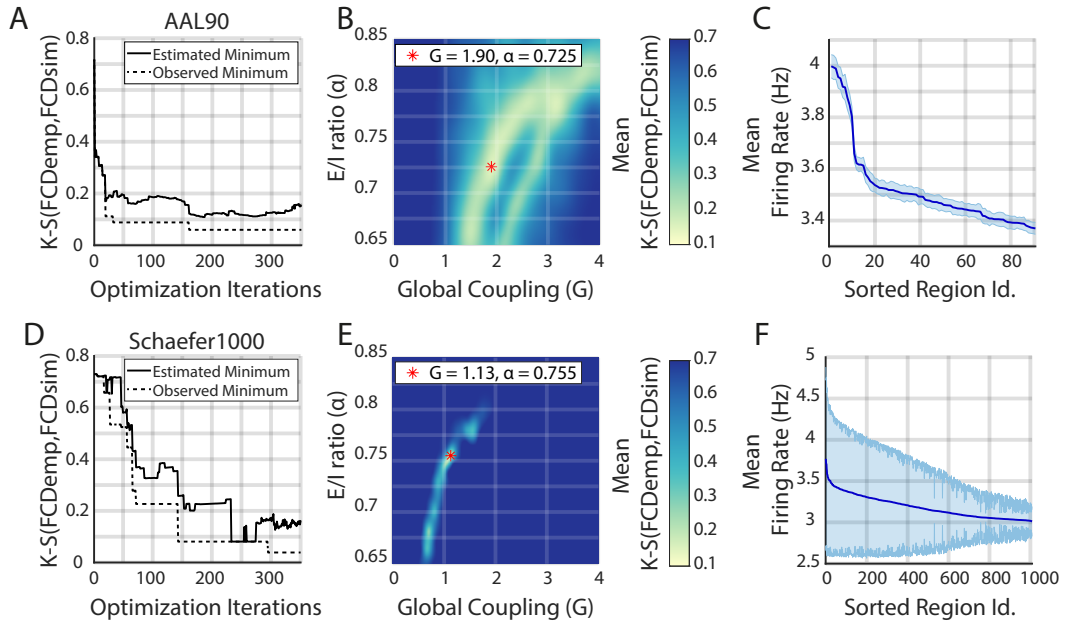 A
AAL90
K-S(FCDemp,FCDsim)
0.8
0.6
0.4
0.2
0
Estimated Minimum
Observed Minimum
0
100
200
300
Optimization Iterations
B
E/I ratio (α)
0.85
0.75
0.7
0.65
G = 1.90, α = 0.725
0
1
2
3
4
Global Coupling (G)
Mean
K-S(FCDemp,FCDsim)
0.7
0.6
0.5
0.4
0.3
0.2
0.1
C
Mean
Firing Rate (Hz)
4
3.8
3.6
3.4
0
20
40
60
80
Sorted Region Id.
D
Schaefer1000
K-S(FCDemp,FCDsim)
0.8
0.6
0.4
0.2
0
Estimated Minimum
Observed Minimum
0
100
200
300
Optimization Iterations
E
E/I ratio (α)
0.85
0.75
0.7
0.65
G = 1.13, α = 0.755
0
1
2
3
4
Global Coupling (G)
Mean
K-S(FCDemp,FCDsim)
0.7
0.6
0.5
0.4
0.3
0.2
0.1
F
Mean
Firing Rate (Hz)
5
4.5
4
3.5
3
2.5
0
200
400
600
800
1000
Sorted Region Id.